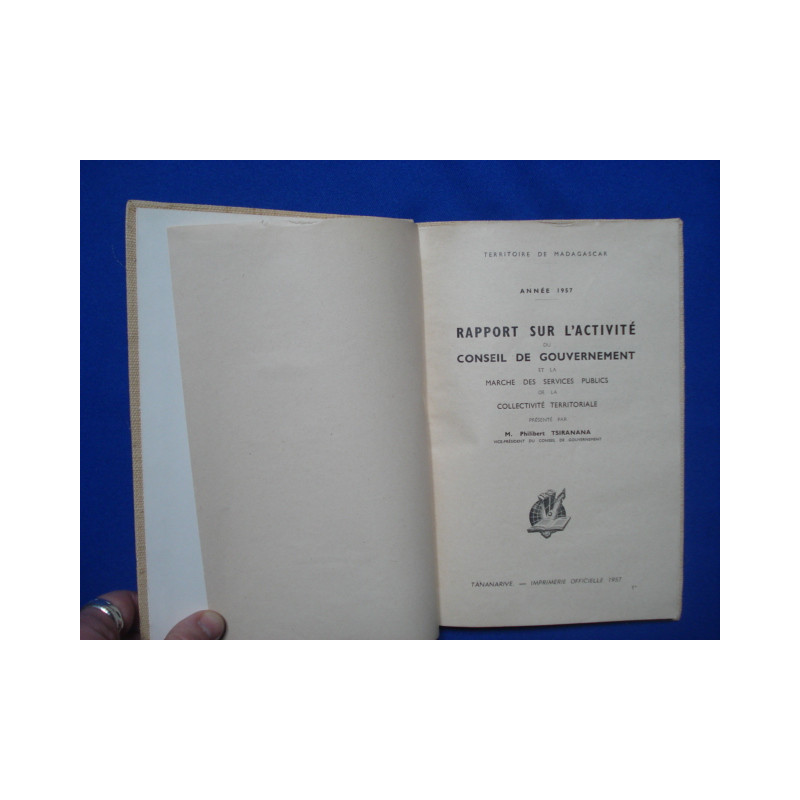 TERRITOIRE DE MADAGASCAR
ANNÉE 1957
RAPPORT SUR L'ACTIVITÉ
DU
CONSEIL DE GOUVERNEMENT
ET LA
MARCHE DES SERVICES PUBLICS
DE LA
COLLECTIVITÉ TERRITORIALE
PRÉSENTÉ PAR
M. Philibert TSIRANANA
VICE-PRÉSIDENT DU CONSEIL DE GOUVERNEMENT
TANANARIVE. — IMPRIMERIE OFFICIELLE 1957